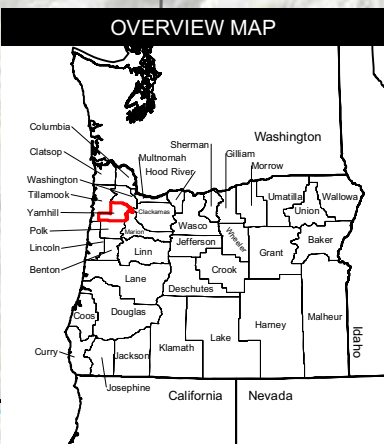 OVERVIEW MAP
Columbia
Clatsop
Washington
Tillamook
Yamhill
Polk
Lincoln
Benton
Curry
Multnomah
Hood River
Sherman
Gilliam
Morrow
Washington
Clackamas
Marion
Wasco
Wheeler
Umatilla
Wallowa
Union
Baker
Grant
Jefferson
Linn
Crook
Lane
Deschutes
Coos
Douglas
Klamath
Lake
Harney
Malheur
Idaho
Jackson
Josephine
California
Nevada